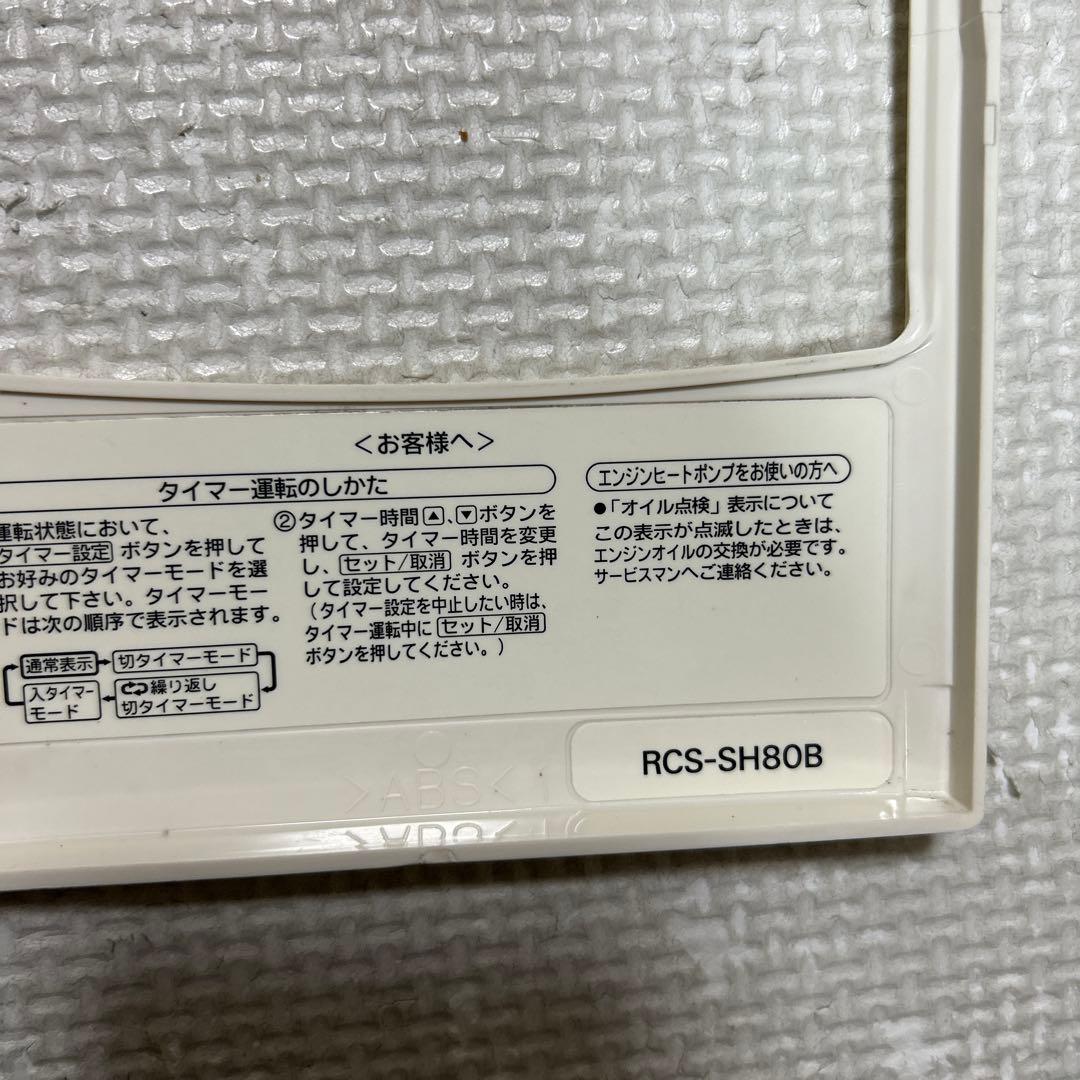 <お客様へ>
タイマー運転のしかた
運転状態において、
タイマー設定 ボタンを押して
お好みのタイマーモードを選
択して下さい。タイマーモー
ドは次の順序で表示されます。
通常表示 切タイマーモード
入タイマー
モード
繰り返し
切タイマーモード
②タイマー時間▲、▼ボタンを
押して、タイマー時間を変更
し、セット/取消 ボタンを押
して設定してください。
(タイマー設定を中止したい時は、
タイマー運転中に セット/取消
ボタンを押してください。)
エンジンヒートポンプをお使いの方へ
●「オイル点検」表示について
この表示が点滅したときは、
エンジンオイルの交換が必要です。
サービスマンへご連絡ください。
RCS-SH80B
>ABS< 1